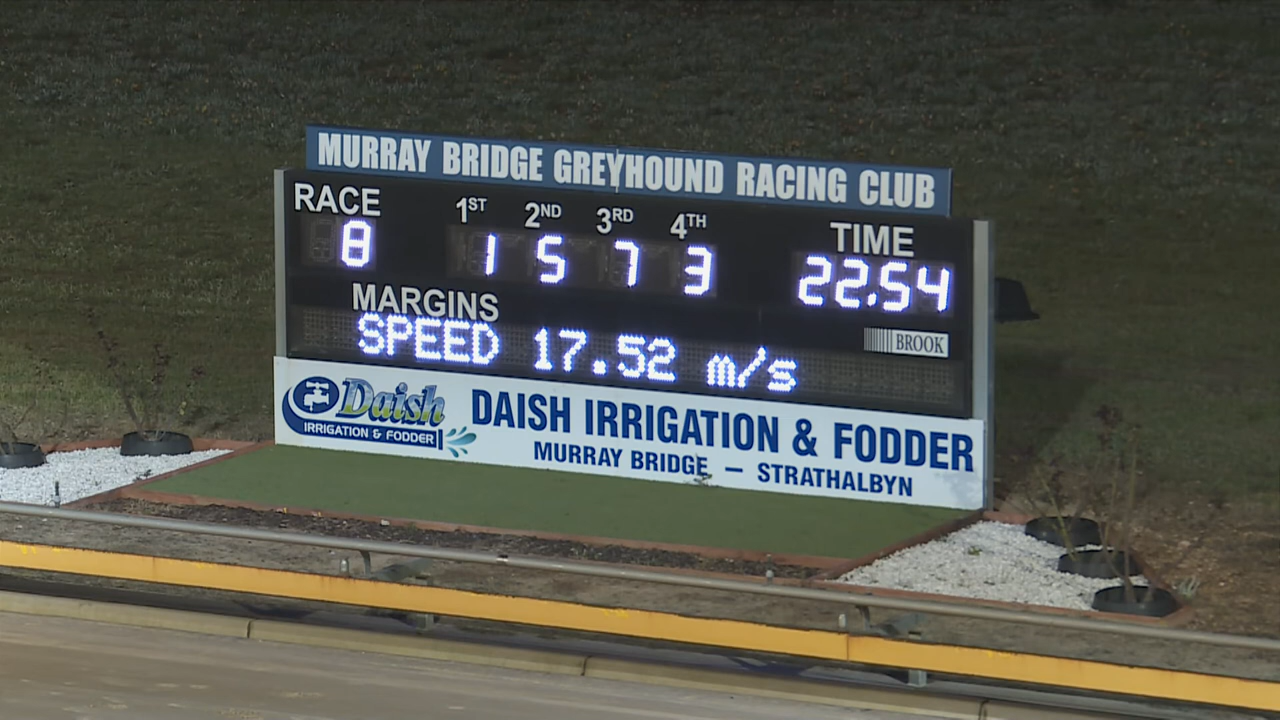 MURRAY BRIDGE GREYHOUND RACING CLUB
RACE 1ST 2ND 3RD 4TH TIME
8 1 5 7 3 22.54
MARGINS
SPEED 17.52 m/s
BROOK
Daish
IRRIGATION & FODDER
DAISH IRRIGATION & FODDER
MURRAY BRIDGE – STRATHALBYN